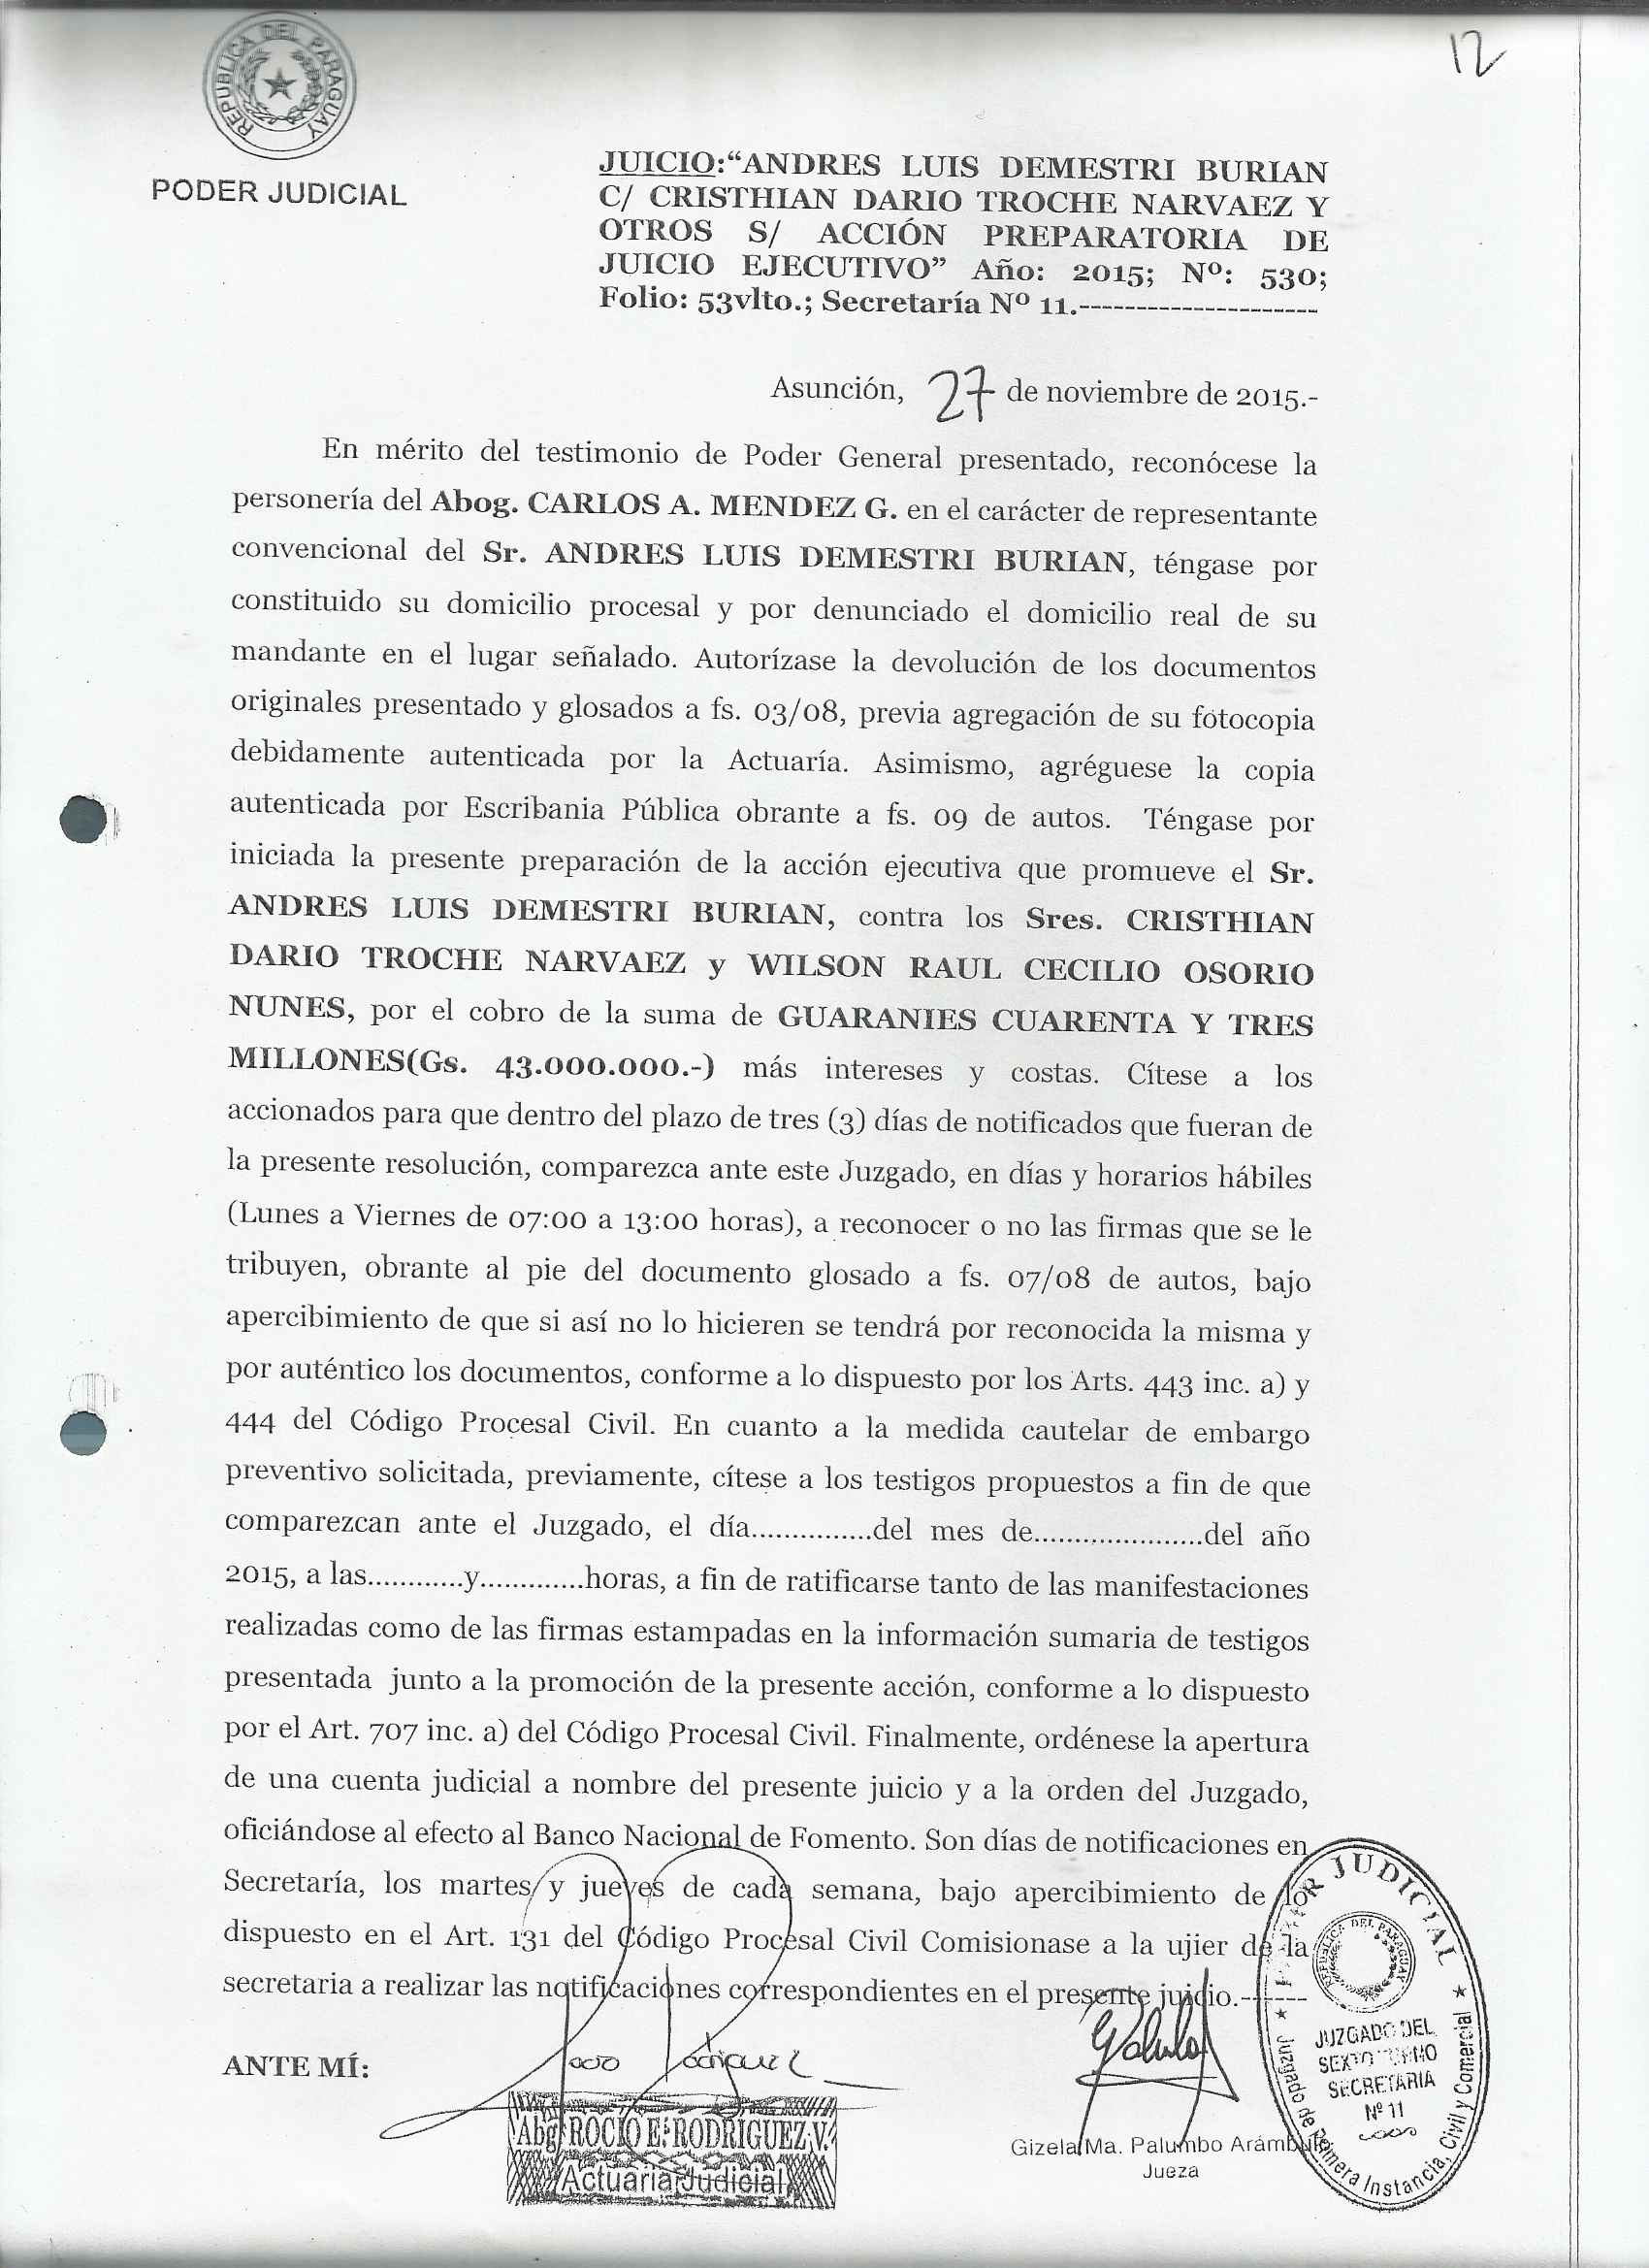 12
REPUBLICA DEL PARAGUAY
PODER JUDICIAL
JUICIO:“ANDRES LUIS DEMESTRI BURIAN
C/ CRISTHIAN DARIO TROCHE NARVAEZ Y
OTROS S/ ACCIÓN PREPARATORIA DE
JUICIO EJECUTIVO” Año: 2015; Nº: 530;
Folio: 53vlto.; Secretaría Nº 11.---------------------
Asunción, 27 de noviembre de 2015.-
En mérito del testimonio de Poder General presentado, reconócese la
personería del Abog. CARLOS A. MENDEZ G. en el carácter de representante
convencional del Sr. ANDRES LUIS DEMESTRI BURIAN, téngase por
constituido su domicilio procesal y por denunciado el domicilio real de su
mandante en el lugar señalado. Autorízase la devolución de los documentos
originales presentado y glosados a fs. 03/08, previa agregación de su fotocopia
debidamente autenticada por la Actuaría. Asimismo, agréguese la copia
autenticada por Escribania Pública obrante a fs. 09 de autos. Téngase por
iniciada la presente preparación de la acción ejecutiva que promueve el Sr.
ANDRES LUIS DEMESTRI BURIAN, contra los Sres. CRISTHIAN
DARIO TROCHE NARVAEZ y WILSON RAUL CECILIO OSORIO
NUNES, por el cobro de la suma de GUARANIES CUARENTA Y TRES
MILLONES(Gs. 43.000.000.-) más intereses y costas. Cítese a los
accionados para que dentro del plazo de tres (3) días de notificados que fueran de
la presente resolución, comparezca ante este Juzgado, en días y horarios hábiles
(Lunes a Viernes de 07:00 a 13:00 horas), a reconocer o no las firmas que se le
tribuyen, obrante al pie del documento glosado a fs. 07/08 de autos, bajo
apercibimiento de que si así no lo hicieren se tendrá por reconocida la misma y
por auténtico los documentos, conforme a lo dispuesto por los Arts. 443 inc. a) y
444 del Código Procesal Civil. En cuanto a la medida cautelar de embargo
preventivo solicitada, previamente, cítese a los testigos propuestos a fin de que
comparezcan ante el Juzgado, el día...............del mes de.....................del año
2015, a las............y.............horas, a fin de ratificarse tanto de las manifestaciones
realizadas como de las firmas estampadas en la información sumaria de testigos
presentada junto a la promoción de la presente acción, conforme a lo dispuesto
por el Art. 707 inc. a) del Código Procesal Civil. Finalmente, ordénese la apertura
de una cuenta judicial a nombre del presente juicio y a la orden del Juzgado,
oficiándose al efecto al Banco Nacional de Fomento. Son días de notificaciones en
Secretaría, los martes y jueves de cada semana, bajo apercibimiento de lo
dispuesto en el Art. 131 del Código Procesal Civil Comisionase a la ujier de la
secretaria a realizar las notificaciones correspondientes en el presente juicio.-------
ANTE MÍ:
Abg. ROCIO E. RODRIGUEZ V.
Actuaria Judicial
Gizela Ma. Palumbo Arámbulo
Jueza
PODER JUDICIAL
REPUBLICA DEL PARAGUAY
JUZGADO DEL
SEXTO TURNO
SECRETARIA
Nº 11
Juzgado de Primera Instancia, Civil y Comercial